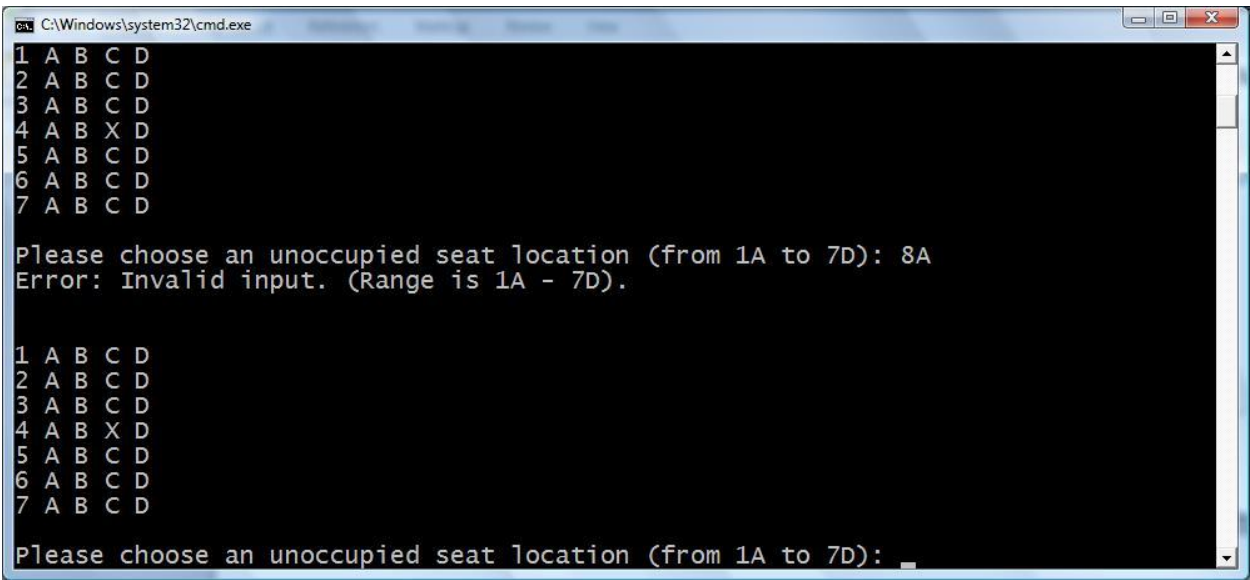 C:\Windows\system32\cmd.exe
1 A B C D
2 A B C D
3 A B C D
4 A B X D
5 A B C D
6 A B C D
7 A B C D
Please choose an unoccupied seat location (from 1A to 7D): 8A
Error: Invalid input. (Range is 1A - 7D).
1 A B C D
2 A B C D
3 A B C D
4 A B X D
5 A B C D
6 A B C D
7 A B C D
Please choose an unoccupied seat location (from 1A to 7D): _